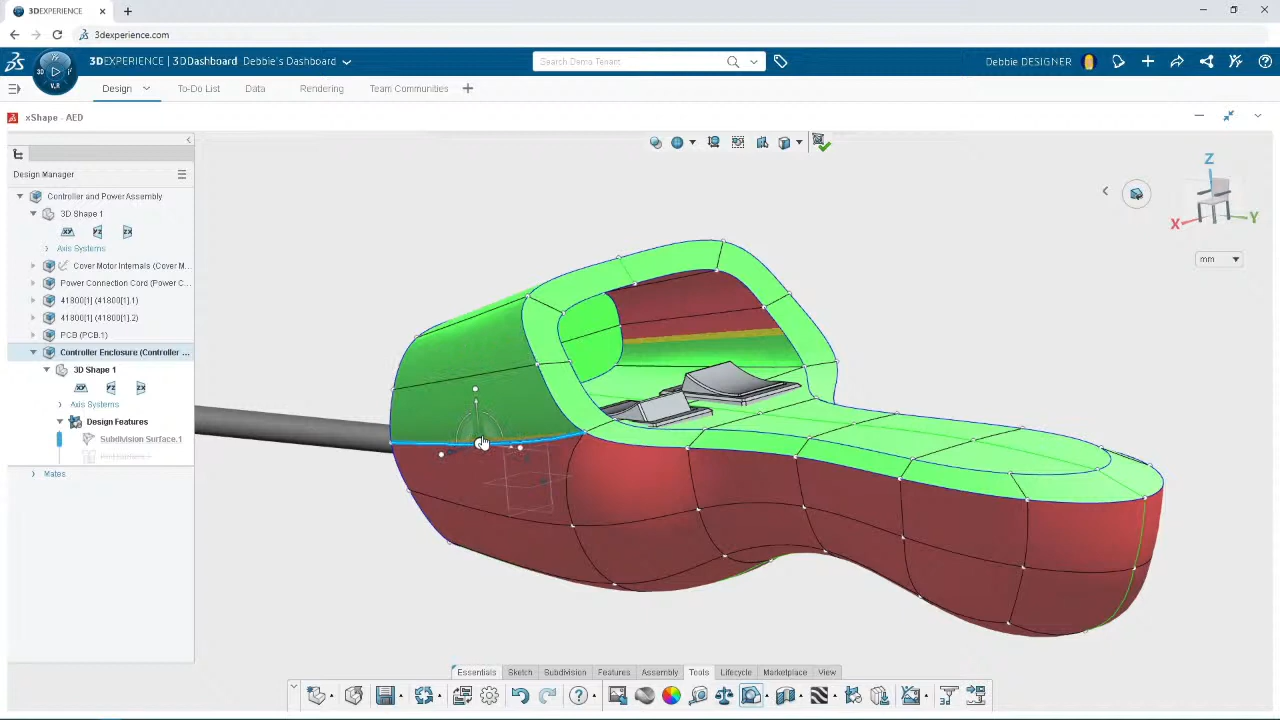 3DEXPERIENCE
3dexperience.com
3DEXPERIENCE | 3DDashboard Debbie's Dashboard
Search Demo Tenant
Debbie DESIGNER
3D
V.R
Design To-Do List Data Rendering Team Communities
xShape - AED
Design Manager
Controller and Power Assembly
3D Shape 1
Axis Systems
Cover Motor Internals (Cover M...
Power Connection Cord (Power C...
41800[1] (41800[1].1)
41800[1] (41800[1].2)
PCB (PCB.1)
Controller Enclosure (Controller ...
3D Shape 1
Axis Systems
Design Features
Subdivision Surface.1
Mates
Z
X
Y
mm
Essentials Sketch Subdivision Features Assembly Tools Lifecycle Marketplace View